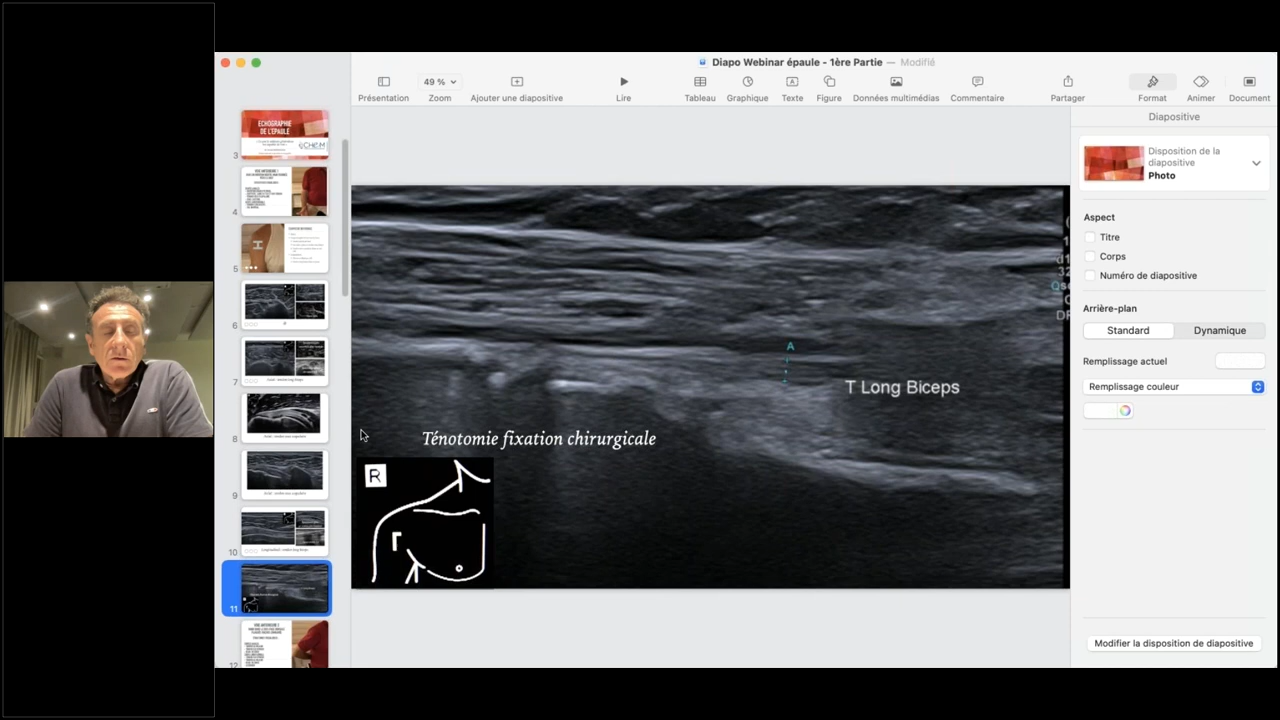 Diapo Webinar épaule - 1ère Partie — Modifié
49 %
Présentation
Zoom
Ajouter une diapositive
Lire
Tableau
Graphique
Texte
Figure
Données multimédias
Commentaire
Partager
Format
Animer
Document
ECHOGRAPHIE
DE L'EPAULE
3
4
5
6
7
8
9
10
11
12
A
T Long Biceps
Ténotomie fixation chirurgicale
R
Diapositive
Disposition de la
diapositive
Photo
Aspect
Titre
Corps
Numéro de diapositive
Arrière-plan
Standard
Dynamique
Remplissage actuel
Remplissage couleur
Modifier la disposition de diapositive